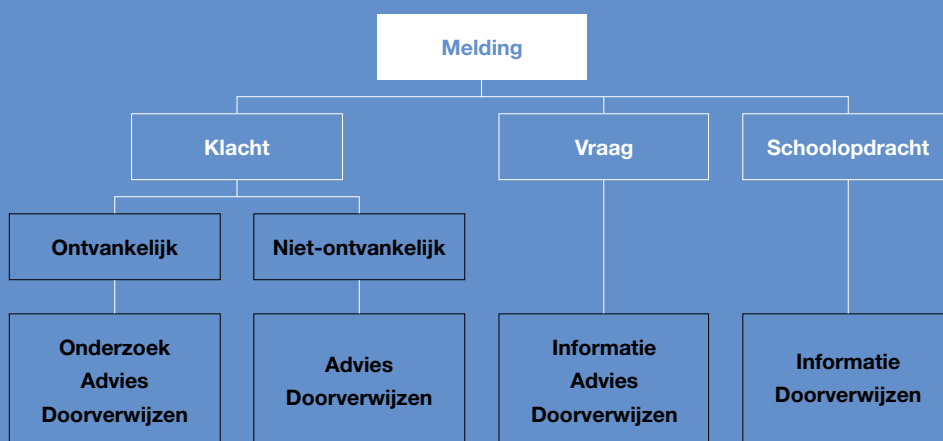 Melding
Klacht
Vraag
Schoolopdracht
Ontvankelijk
Niet-ontvankelijk
Onderzoek
Advies
Doorverwijzen
Advies
Doorverwijzen
Informatie
Advies
Doorverwijzen
Informatie
Doorverwijzen